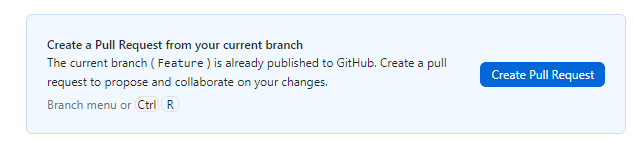 Create a Pull Request from your current branch
The current branch ( Feature ) is already published to GitHub. Create a pull
request to propose and collaborate on your changes.
Create Pull Request
Branch menu or Ctrl R